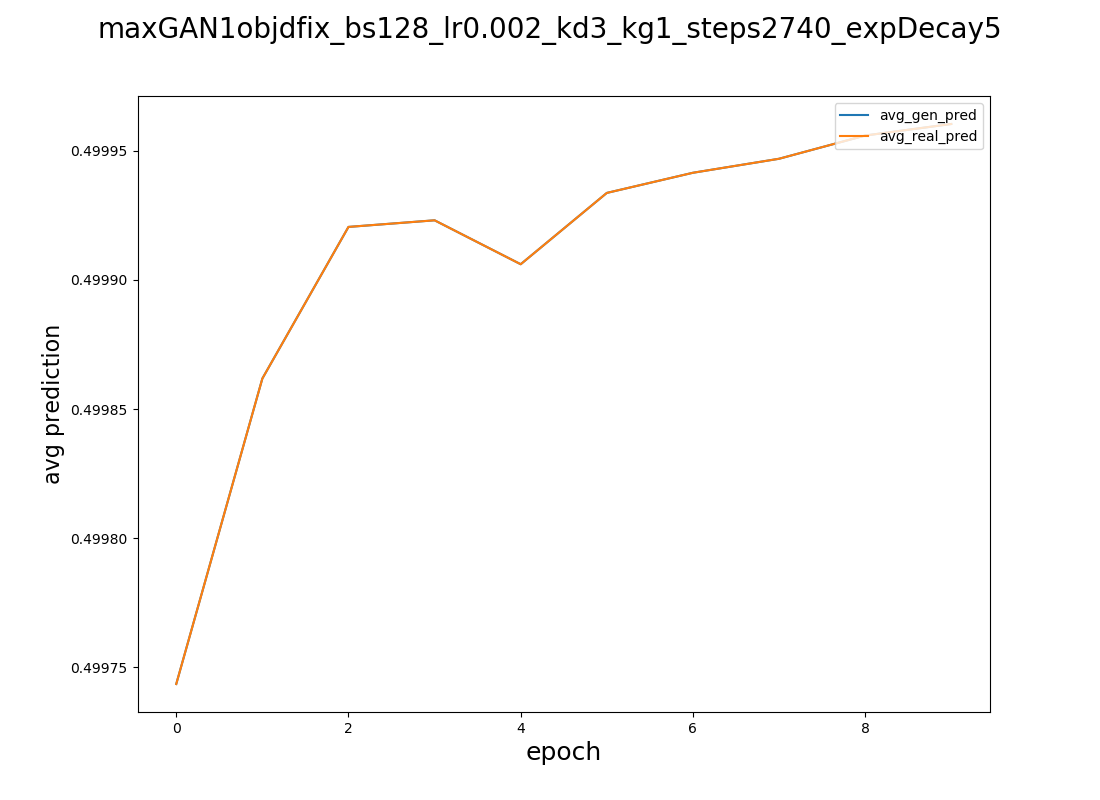 maxGAN1objdfix_bs128_lr0.002_kd3_kg1_steps2740_expDecay5
avg_gen_pred
avg_real_pred
0.49995
0.49990
0.49985
0.49980
0.49975
avg prediction
0 2 4 6 8
epoch